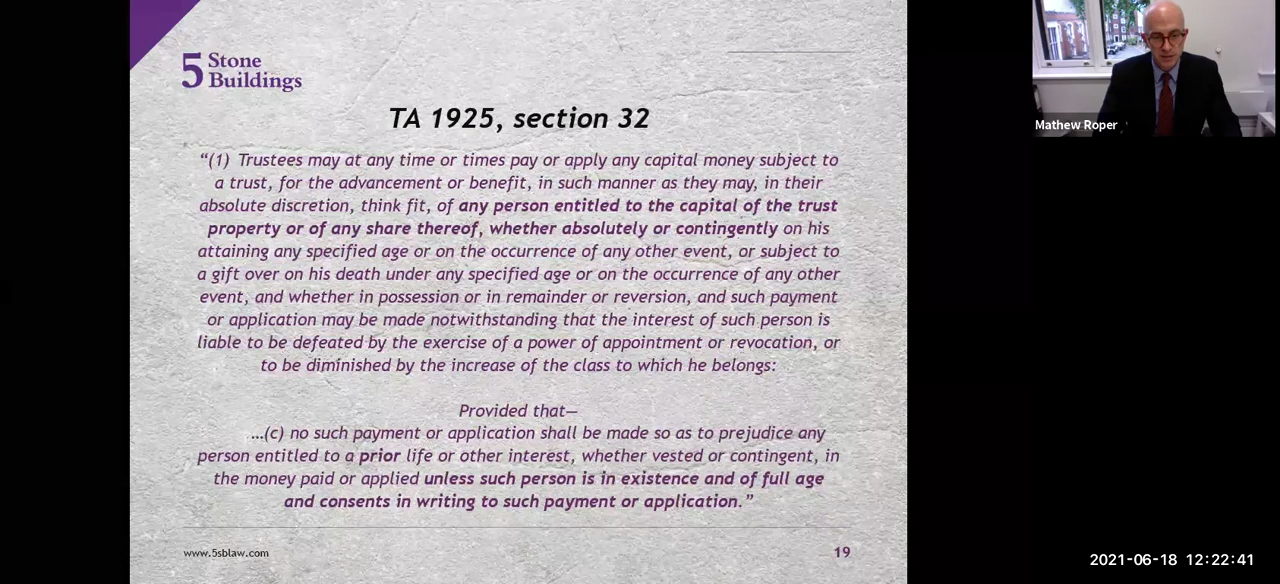 5 Stone
Buildings
TA 1925, section 32
“(1) Trustees may at any time or times pay or apply any capital money subject to
a trust, for the advancement or benefit, in such manner as they may, in their
absolute discretion, think fit, of any person entitled to the capital of the trust
property or of any share thereof, whether absolutely or contingently on his
attaining any specified age or on the occurrence of any other event, or subject to
a gift over on his death under any specified age or on the occurrence of any other
event, and whether in possession or in remainder or reversion, and such payment
or application may be made notwithstanding that the interest of such person is
liable to be defeated by the exercise of a power of appointment or revocation, or
to be diminished by the increase of the class to which he belongs:
Provided that—
…(c) no such payment or application shall be made so as to prejudice any
person entitled to a prior life or other interest, whether vested or contingent, in
the money paid or applied unless such person is in existence and of full age
and consents in writing to such payment or application.”
www.5sblaw.com
19
Mathew Roper
2021-06-18 12:22:41